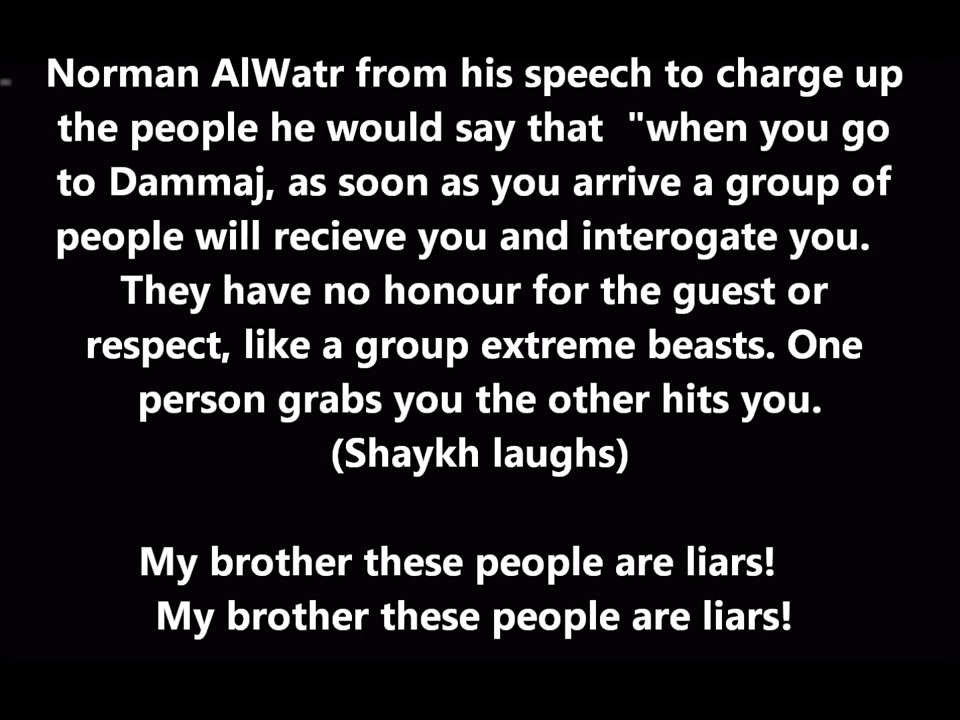 Norman AlWatr from his speech to charge up
the people he would say that "when you go
to Dammaj, as soon as you arrive a group of
people will recieve you and interogate you.
They have no honour for the guest or
respect, like a group extreme beasts. One
person grabs you the other hits you.
(Shaykh laughs)
My brother these people are liars!
My brother these people are liars!